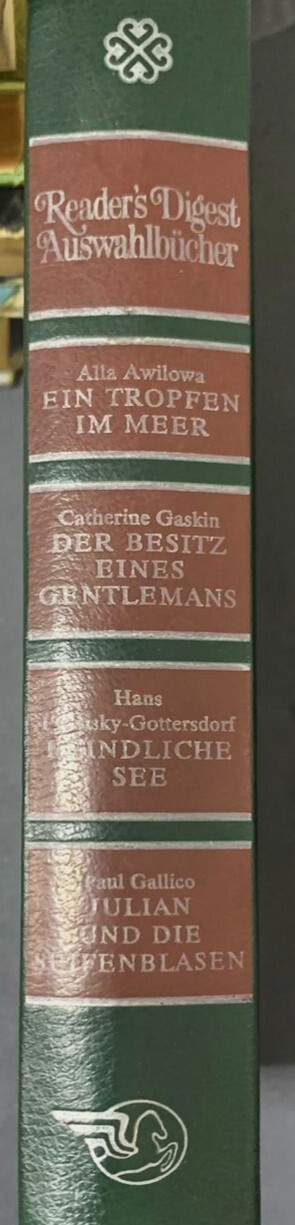 Reader's Digest
Auswahlbücher
Alla Awilowa
EIN TROPFEN
IM MEER
Catherine Gaskin
DER BESITZ
EINES
GENTLEMANS
Hans
SEE
Paul Gallico
JULIAN
UND DIE
SEIFENBLASEN